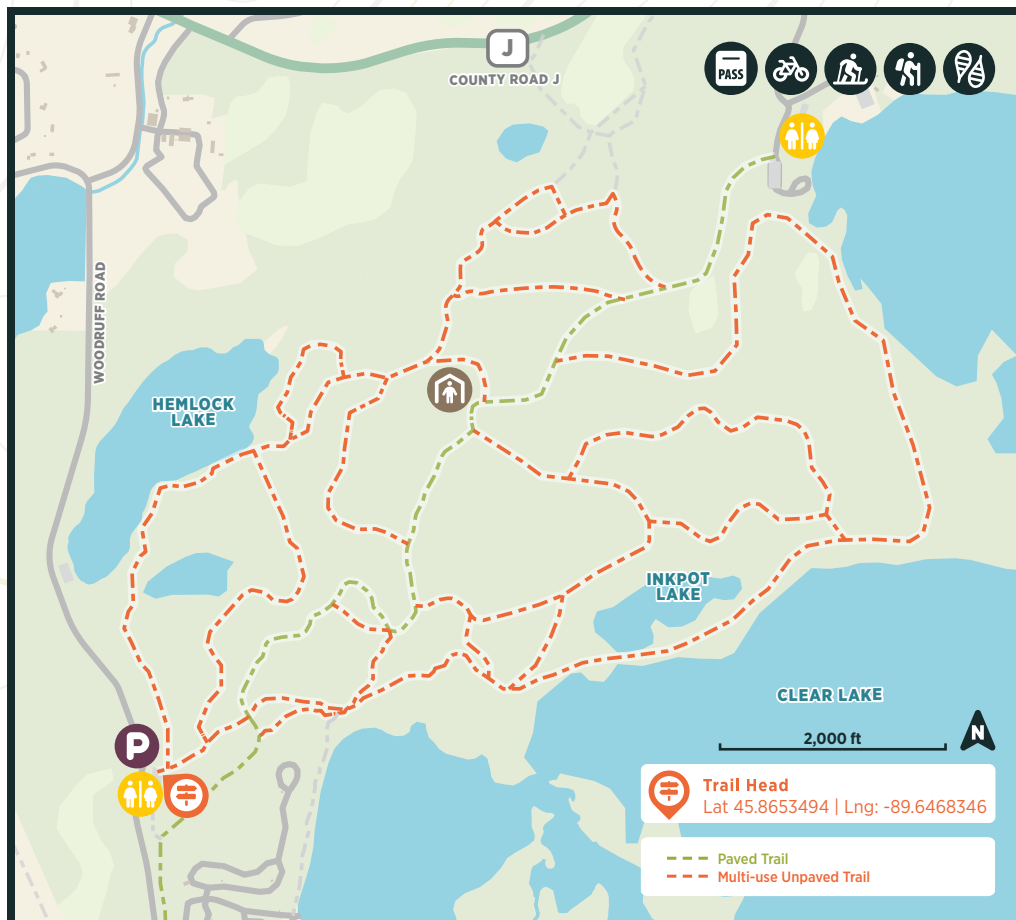 J
COUNTY ROAD J
PASS
WOODRUFF ROAD
HEMLOCK
LAKE
INKPOT
LAKE
CLEAR LAKE
2,000 ft
N
P
Trail Head
Lat 45.8653494 | Lng: -89.6468346
Paved Trail
Multi-use Unpaved Trail